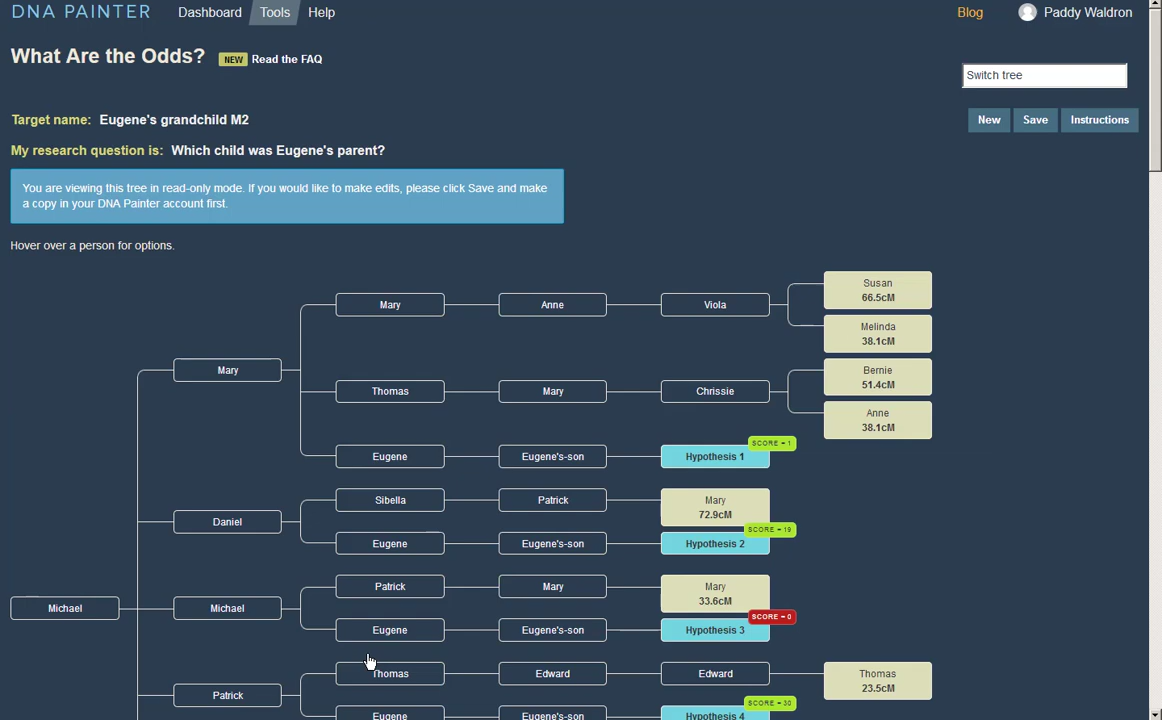 DNA PAINTER Dashboard Tools Help Blog Paddy Waldron
What Are the Odds? NEW Read the FAQ
Switch tree
Target name: Eugene's grandchild M2
New Save Instructions
My research question is: Which child was Eugene's parent?
You are viewing this tree in read-only mode. If you would like to make edits, please click Save and make
a copy in your DNA Painter account first.
Hover over a person for options.
Susan
66.5cM
Mary Anne Viola
Melinda
38.1cM
Mary
Bernie
51.4cM
Thomas Mary Chrissie
Anne
38.1cM
SCORE = 1
Eugene Eugene's-son Hypothesis 1
Sibella Patrick Mary
72.9cM
Daniel
SCORE = 19
Eugene Eugene's-son Hypothesis 2
Patrick Mary Mary
33.6cM
Michael Michael
SCORE = 0
Eugene Eugene's-son Hypothesis 3
Thomas Edward Edward Thomas
23.5cM
Patrick
SCORE = 30
Eugene Eugene's-son Hypothesis 4